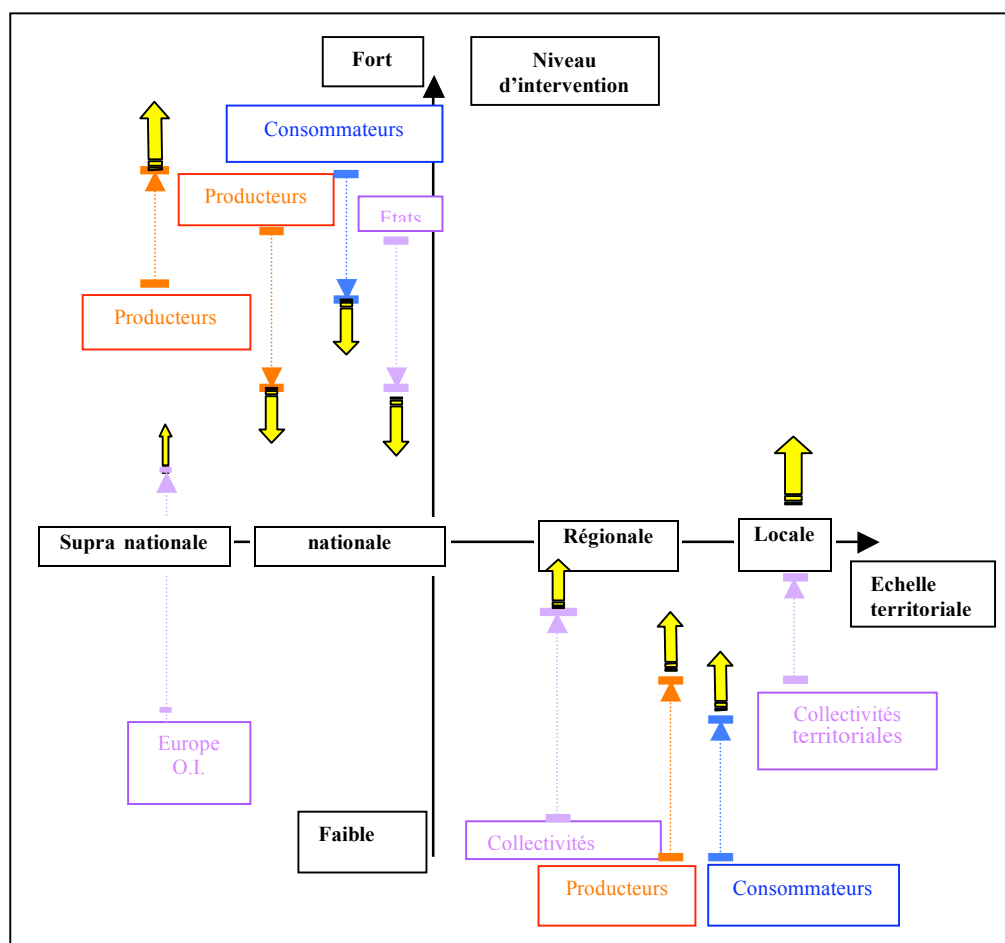 Fort
Niveau
d'intervention
Consommateurs
Producteurs
Etats
Producteurs
Supra nationale
nationale
Régionale
Locale
Echelle
territoriale
Collectivités
territoriales
Europe
O.I.
Faible
Collectivités
Producteurs
Consommateurs